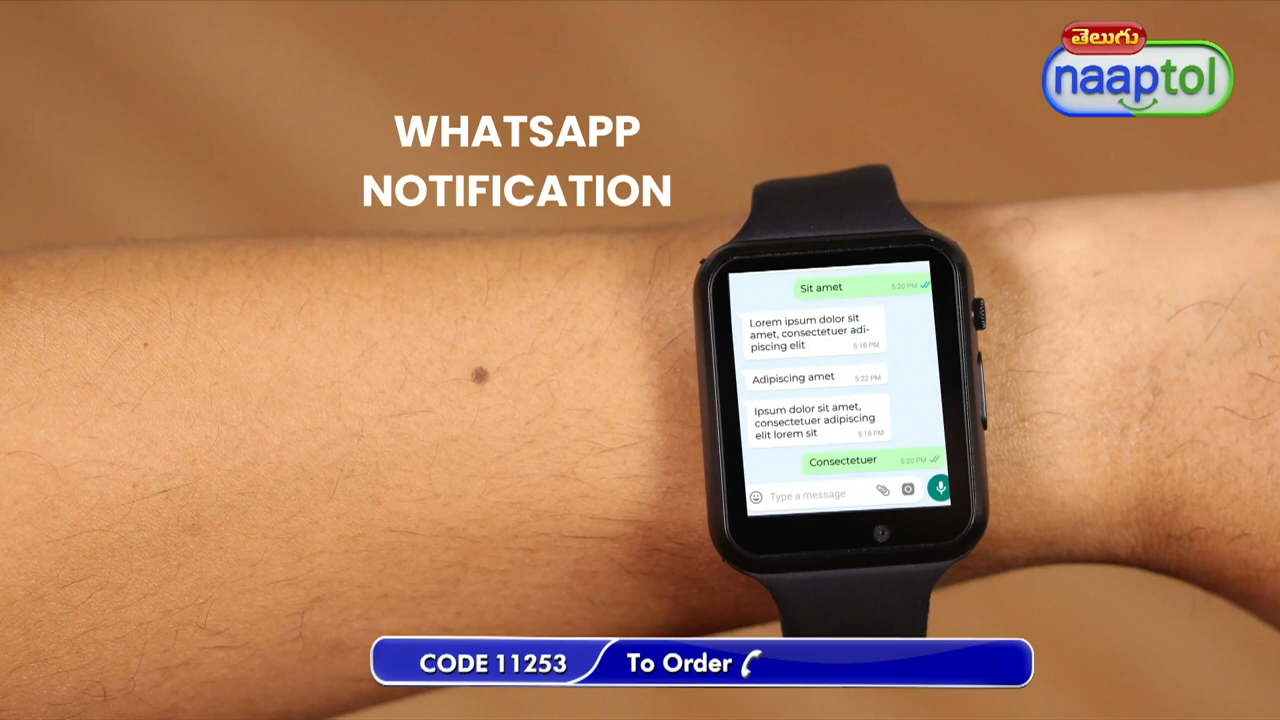 తెలుగు
naaptol
WHATSAPP
NOTIFICATION
Sit amet 5:20 PM
Lorem ipsum dolor sit
amet, consectetuer adi-
piscing elit 5:18 PM
Adipiscing amet 5:22 PM
Ipsum dolor sit amet,
consectetuer adipiscing
elit lorem sit 5:18 PM
Consectetuer 5:20 PM
Type a message
CODE 11253 To Order